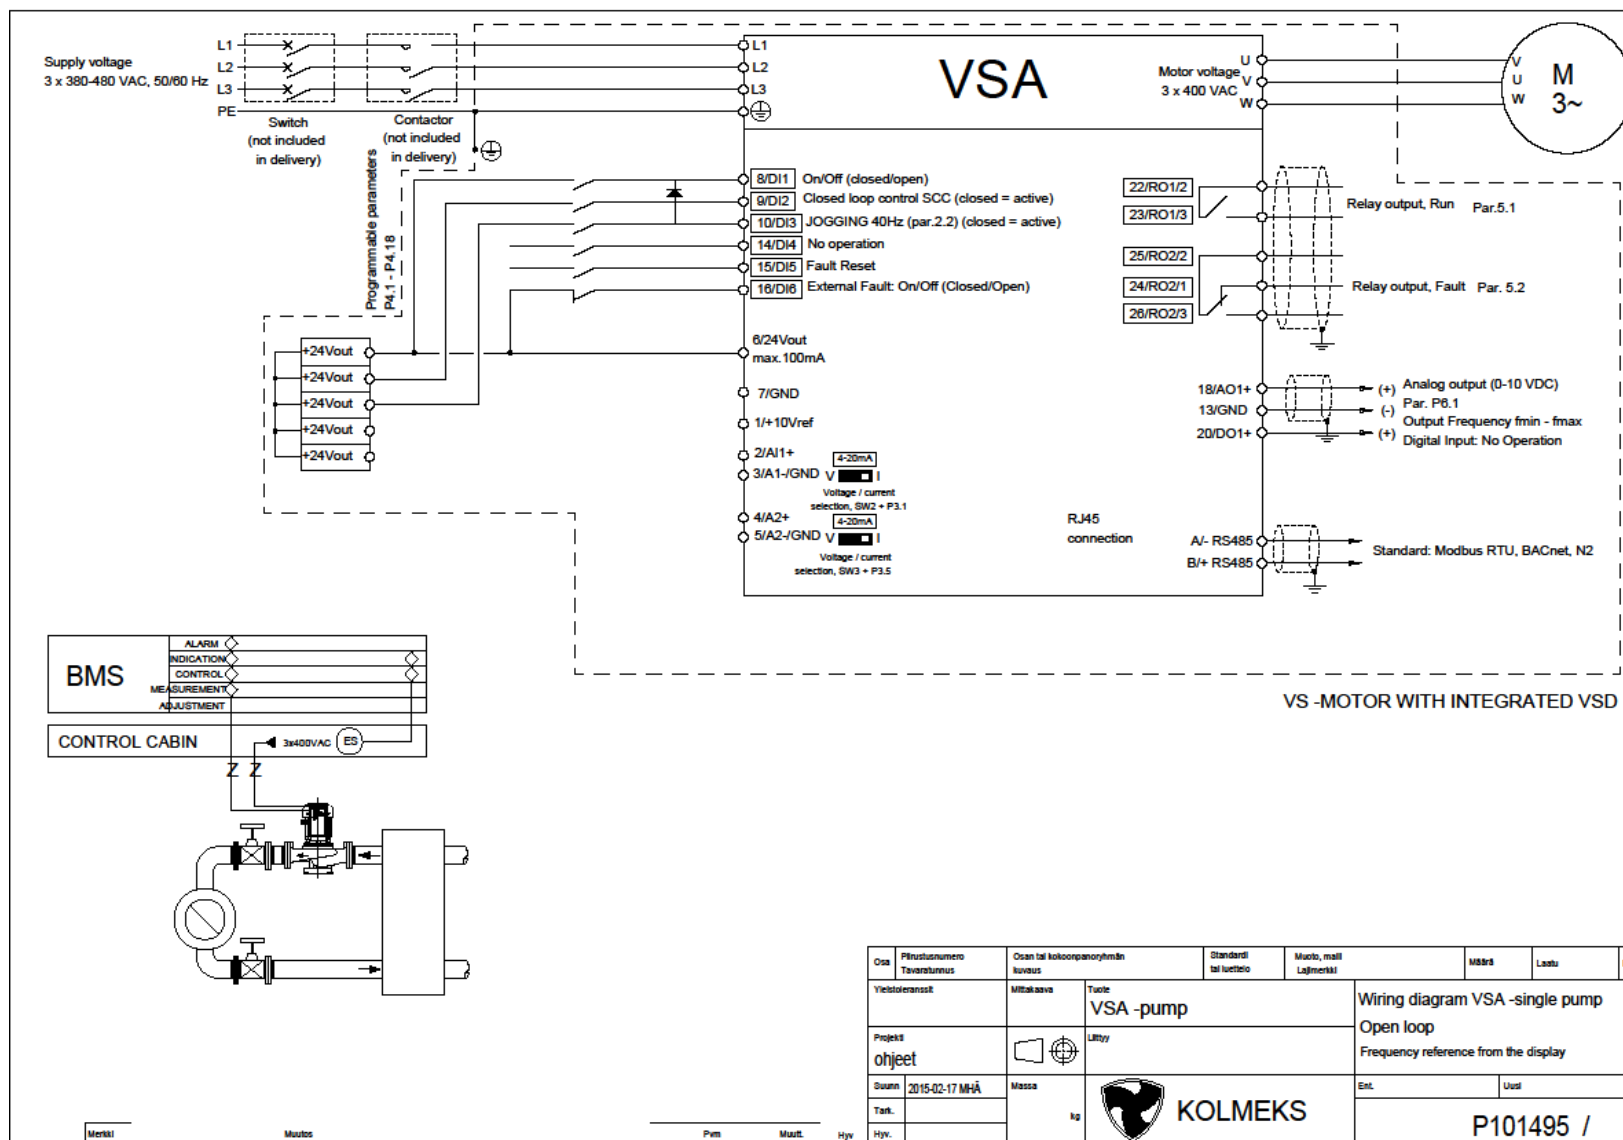 Supply voltage
3 x 380-480 VAC, 50/60 Hz
L1
L2
L3
PE
Switch
(not included
in delivery)
Contactor
(not included
in delivery)
L1
L2
L3
VSA
Motor voltage
3 x 400 VAC
U
V
W
V
U
W
M
3~
Programmable parameters
P4.1 - P4.18
8/DI1 On/Off (closed/open)
9/DI2 Closed loop control SCC (closed = active)
10/DI3 JOGGING 40Hz (par.2.2) (closed = active)
14/DI4 No operation
15/DI5 Fault Reset
16/DI6 External Fault: On/Off (Closed/Open)
6/24Vout
max.100mA
7/GND
1/+10Vref
2/AI1+
3/A1-/GND
4-20mA
V I
Voltage / current
selection, SW2 + P3.1
4/A2+
5/A2-/GND
4-20mA
V I
Voltage / current
selection, SW3 + P3.5
+24Vout
+24Vout
+24Vout
+24Vout
+24Vout
22/RO1/2
23/RO1/3
Relay output, Run Par.5.1
25/RO2/2
24/RO2/1
26/RO2/3
Relay output, Fault Par. 5.2
18/AO1+
13/GND
20/DO1+
(+)
(-)
(+)
Analog output (0-10 VDC)
Par. P6.1
Output Frequency fmin - fmax
Digital Input: No Operation
RJ45
connection
A/- RS485
B/+ RS485
Standard: Modbus RTU, BACnet, N2
VS -MOTOR WITH INTEGRATED VSD
BMS
ALARM
INDICATION
CONTROL
MEASUREMENT
ADJUSTMENT
CONTROL CABIN
3x400VAC
ES
Z Z
Osa
Piirustusnumero
Tavaratunnus
Osan tai kokoonpanoryhmän
kuvaus
Standardi
tai luettelo
Muoto, malli
Lajimerkki
Määrä
Laatu
Yleistoleranssit
Mittakaava
Tuote
VSA -pump
Wiring diagram VSA -single pump
Open loop
Frequency reference from the display
Projekti
ohjeet
Liittyy
Suunn 2015-02-17 MHÄ
Tark.
Hyv.
Massa
kg
KOLMEKS
Ent.
Uusi
P101495 /
Merkki
Muutos
Pvm
Muutt.
Hyv